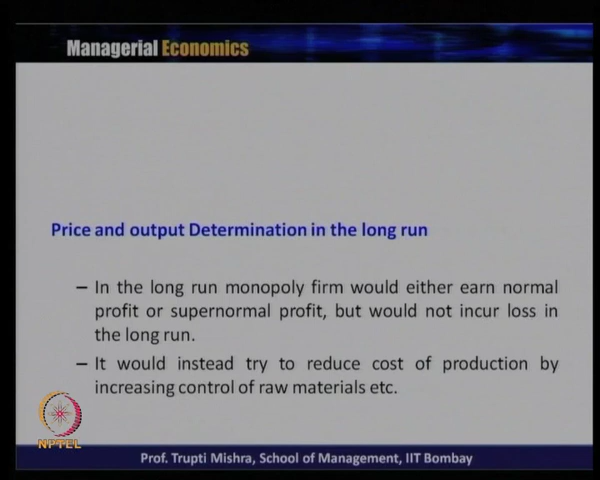 Managerial Economics
Price and output Determination in the long run
– In the long run monopoly firm would either earn normal
profit or supernormal profit, but would not incur loss in
the long run.
– It would instead try to reduce cost of production by
increasing control of raw materials etc.
NPTEL
Prof. Trupti Mishra, School of Management, IIT Bombay